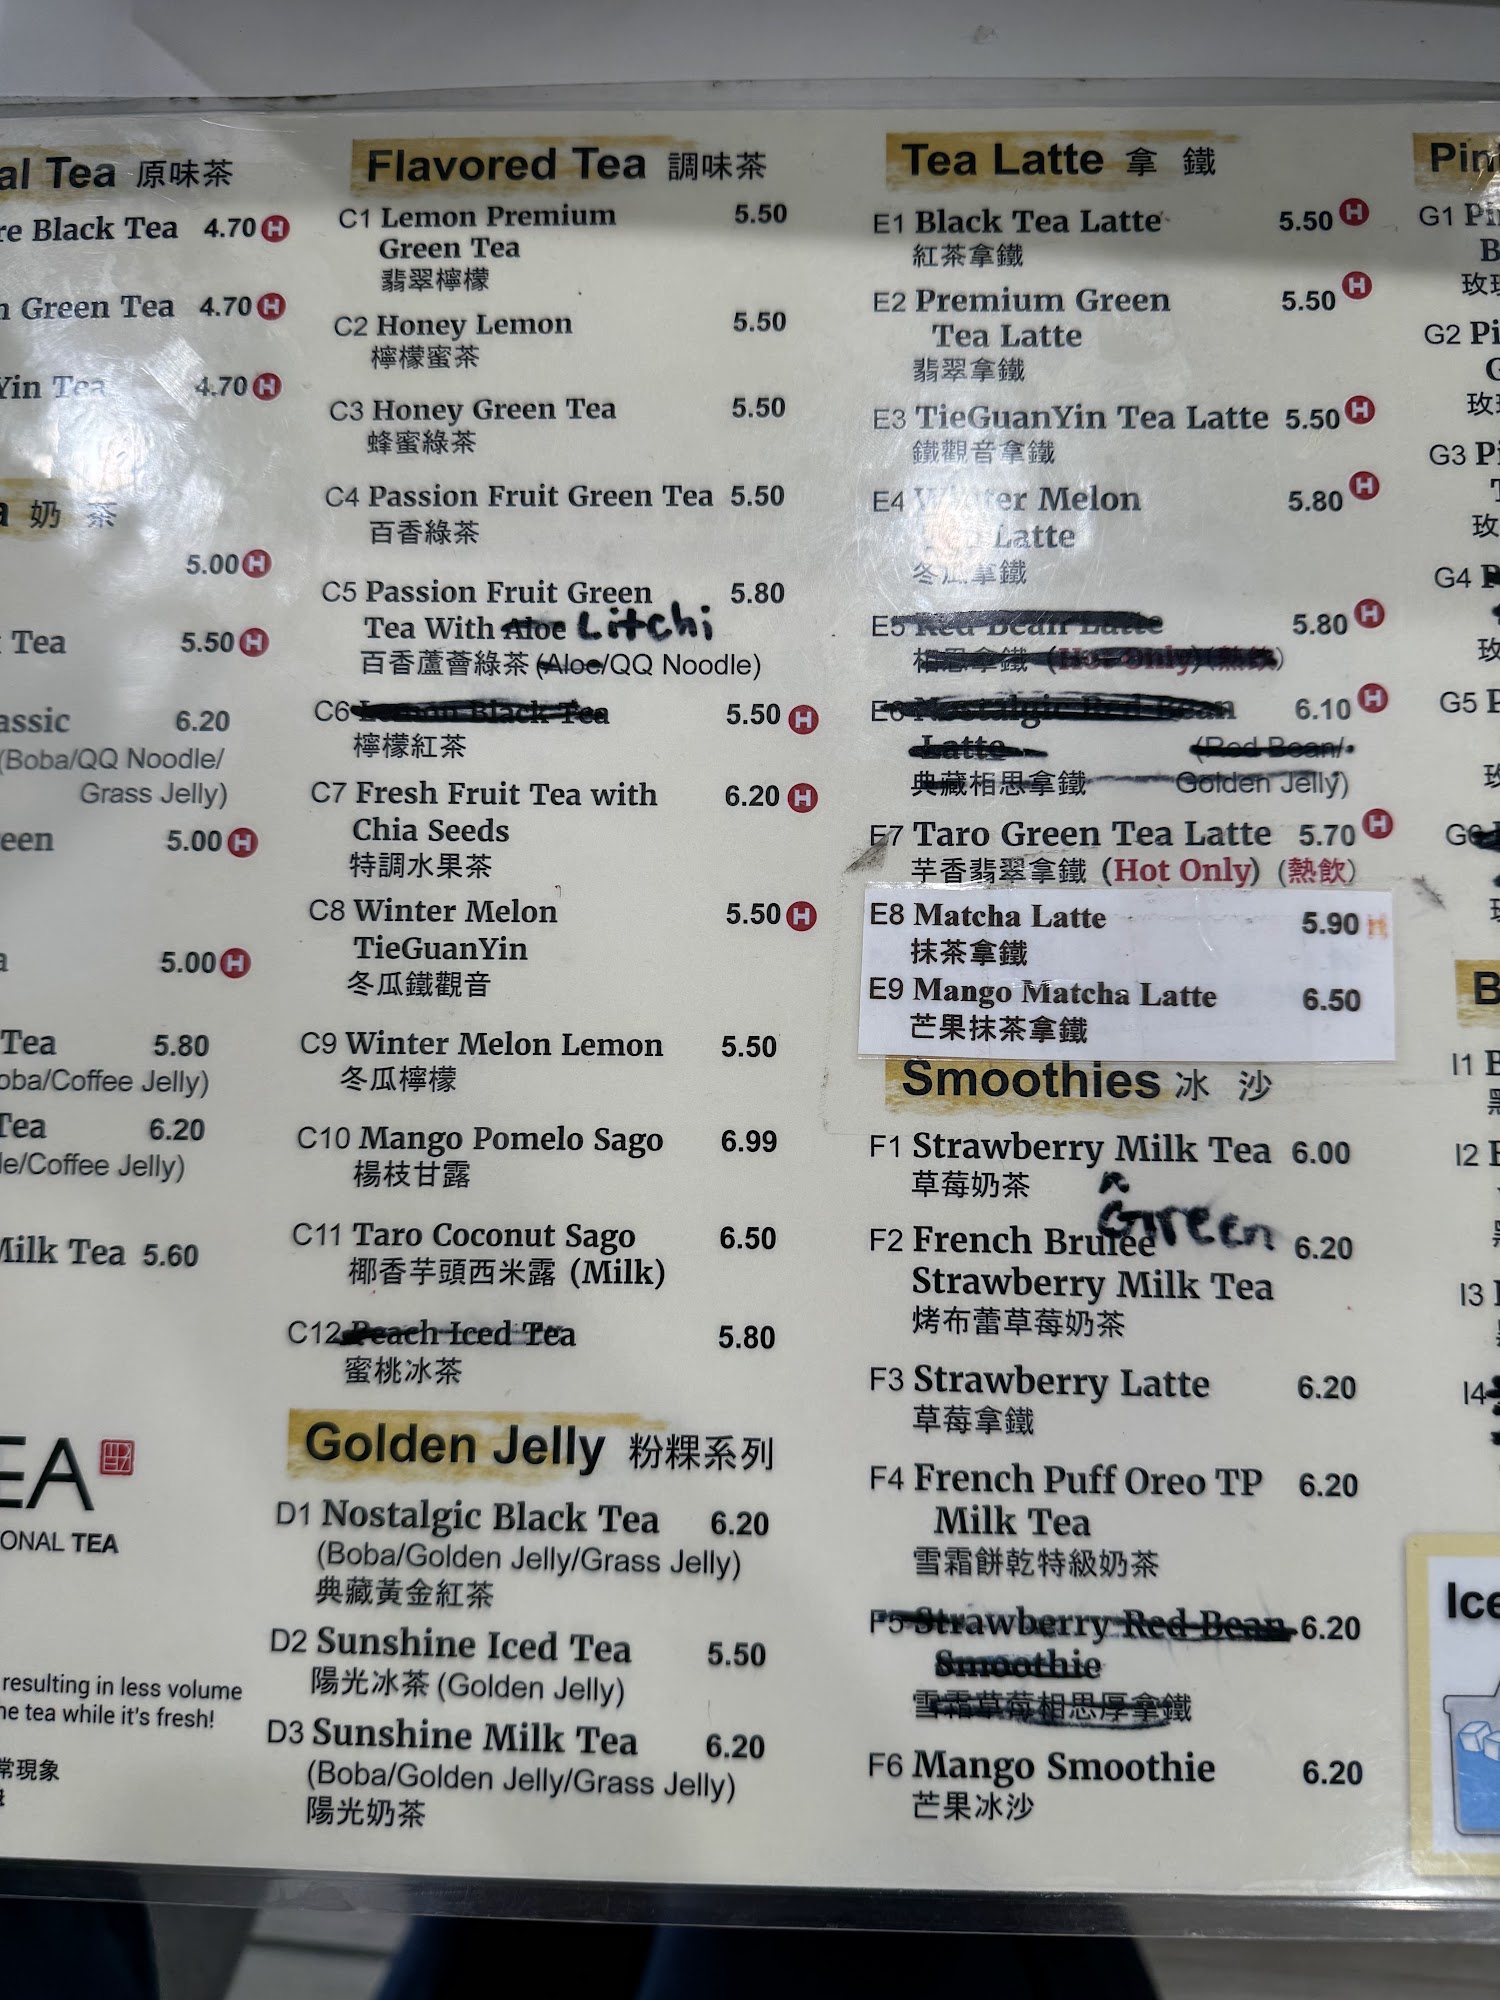 al Tea 原味茶
re Black Tea 4.70 H
n Green Tea 4.70 H
Yin Tea 4.70 H
a 奶 茶
5.00 H
Tea 5.50 H
assic 6.20
(Boba/QQ Noodle/
Grass Jelly)
een 5.00 H
a 5.00 H
Tea 5.80
oba/Coffee Jelly)
Tea 6.20
le/Coffee Jelly)
Milk Tea 5.60
EA
ONAL TEA
resulting in less volume
ne tea while it's fresh!
常現象
Flavored Tea 調味茶
C1 Lemon Premium 5.50
Green Tea
翡翠檸檬
C2 Honey Lemon 5.50
檸檬蜜茶
C3 Honey Green Tea 5.50
蜂蜜綠茶
C4 Passion Fruit Green Tea 5.50
百香綠茶
C5 Passion Fruit Green 5.80
Tea With Aloe Litchi
百香蘆薈綠茶 (Aloe/QQ Noodle)
C6 Lemon Black Tea 5.50 H
檸檬紅茶
C7 Fresh Fruit Tea with 6.20 H
Chia Seeds
特調水果茶
C8 Winter Melon 5.50 H
TieGuanYin
冬瓜鐵觀音
C9 Winter Melon Lemon 5.50
冬瓜檸檬
C10 Mango Pomelo Sago 6.99
楊枝甘露
C11 Taro Coconut Sago 6.50
椰香芋頭西米露 (Milk)
C12 Peach Iced Tea 5.80
蜜桃冰茶
Golden Jelly 粉粿系列
D1 Nostalgic Black Tea 6.20
(Boba/Golden Jelly/Grass Jelly)
典藏黃金紅茶
D2 Sunshine Iced Tea 5.50
陽光冰茶 (Golden Jelly)
D3 Sunshine Milk Tea 6.20
(Boba/Golden Jelly/Grass Jelly)
陽光奶茶
Tea Latte 拿 鐵
E1 Black Tea Latte 5.50 H
紅茶拿鐵
E2 Premium Green 5.50 H
Tea Latte
翡翠拿鐵
E3 TieGuanYin Tea Latte 5.50 H
鐵觀音拿鐵
E4 Winter Melon 5.80 H
Tea Latte
冬瓜拿鐵
E5 Red Bean Latte 5.80 H
相思拿鐵 (Hot Only) (熱飲)
E6 Nostalgic Red Bean 6.10 H
Latte (Red Bean/
典藏相思拿鐵 Golden Jelly)
E7 Taro Green Tea Latte 5.70 H
芋香翡翠拿鐵 (Hot Only) (熱飲)
E8 Matcha Latte 5.90 H
抹茶拿鐵
E9 Mango Matcha Latte 6.50
芒果抹茶拿鐵
Smoothies 冰 沙
F1 Strawberry Milk Tea 6.00
草莓奶茶
Green
F2 French Brulee 6.20
Strawberry Milk Tea
烤布蕾草莓奶茶
F3 Strawberry Latte 6.20
草莓拿鐵
F4 French Puff Oreo TP 6.20
Milk Tea
雪霜餅乾特級奶茶
F5 Strawberry Red Bean 6.20
Smoothie
雪霜草莓相思厚拿鐵
F6 Mango Smoothie 6.20
芒果冰沙
Pin
G1 Pi
B
玫
G2 Pi
G
玫
G3 Pi
T
玫
G4
玫
G5 P
B
I1 B
I2
I3
I4
Ice